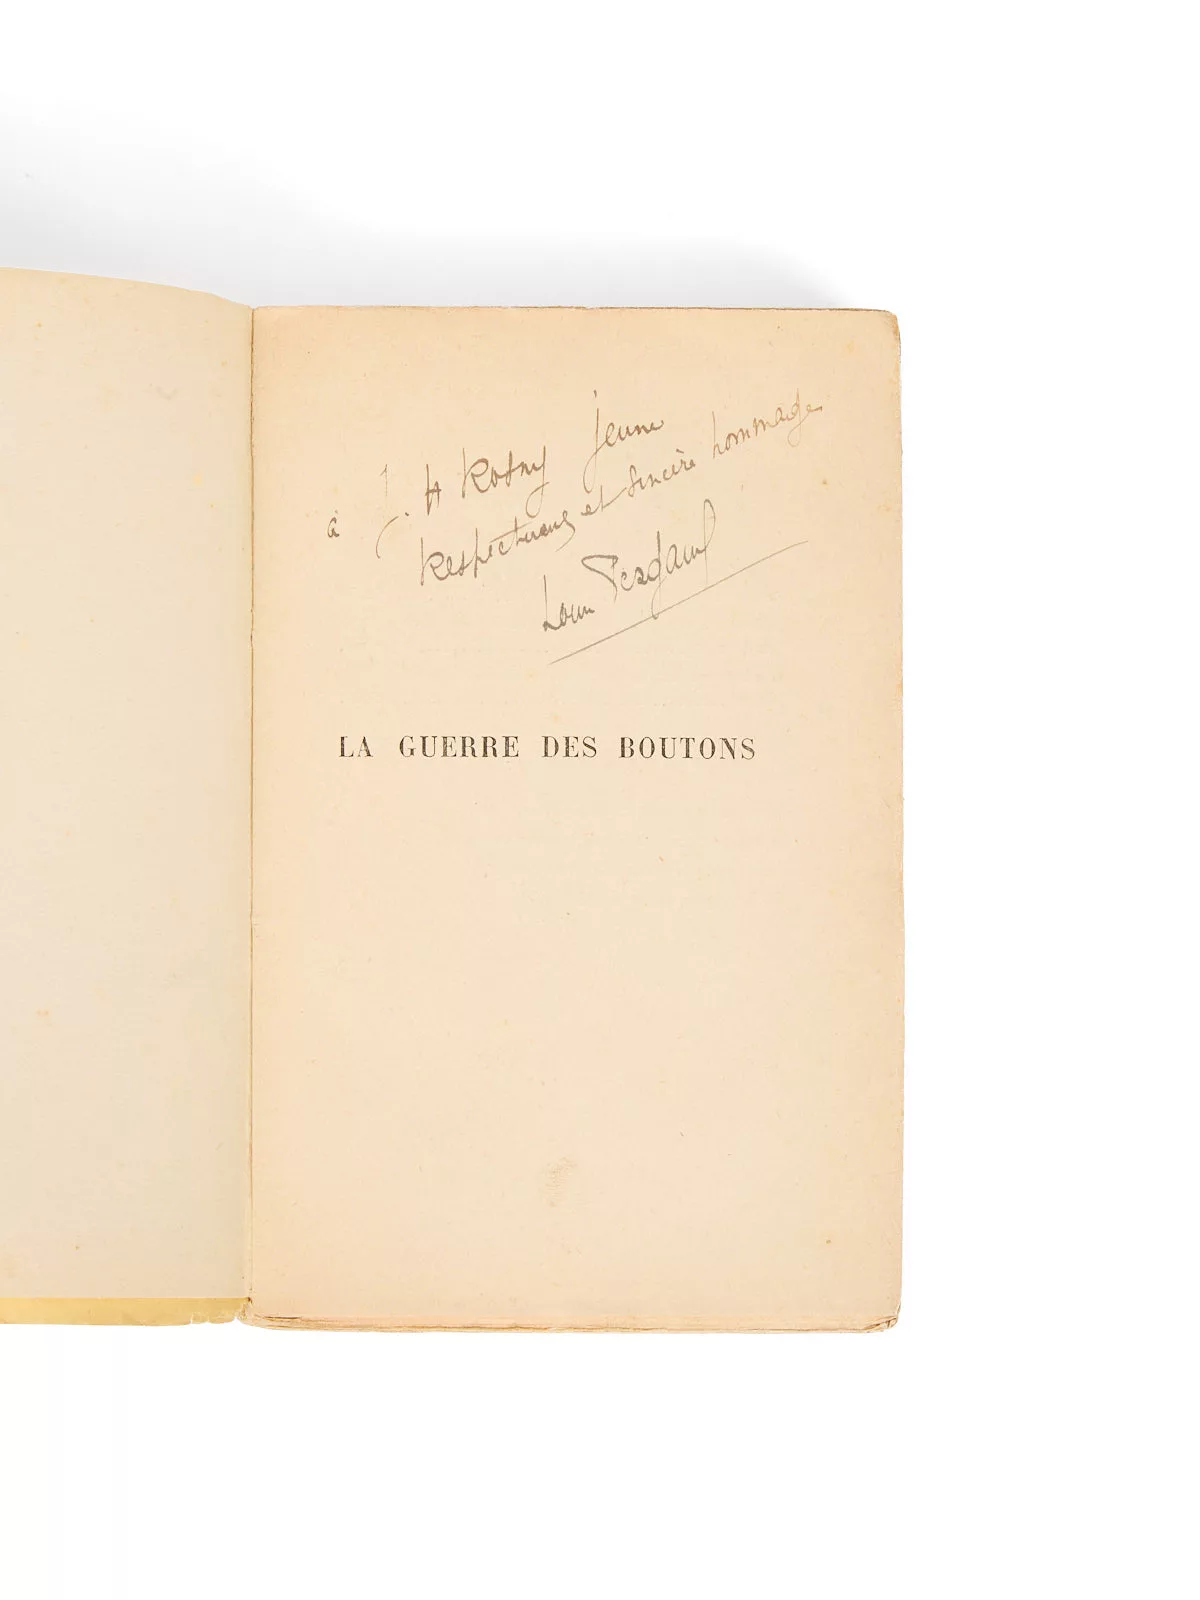 à J. H Rosny jeune
Respectueux et sincère hommage
Louis Pergaud
LA GUERRE DES BOUTONS